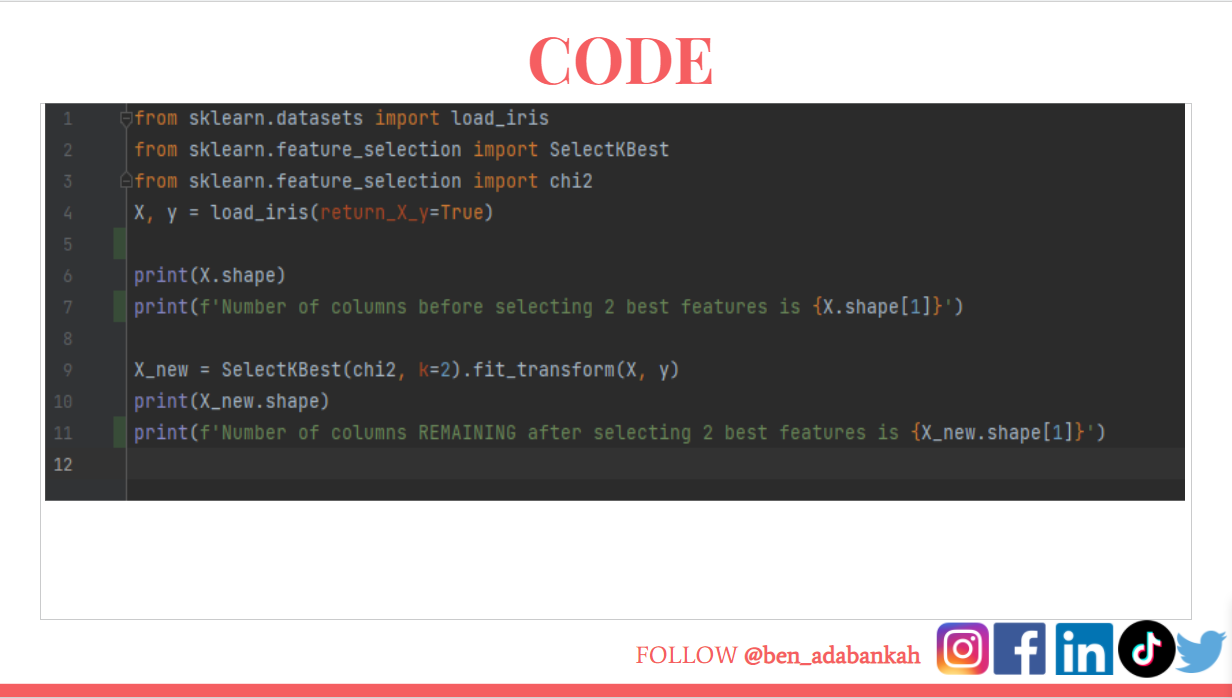 CODE
1 from sklearn.datasets import load_iris
2 from sklearn.feature_selection import SelectKBest
3 from sklearn.feature_selection import chi2
4 X, y = load_iris(return_X_y=True)
5
6 print(X.shape)
7 print(f'Number of columns before selecting 2 best features is {X.shape[1]}')
8
9 X_new = SelectKBest(chi2, k=2).fit_transform(X, y)
10 print(X_new.shape)
11 print(f'Number of columns REMAINING after selecting 2 best features is {X_new.shape[1]}')
12
FOLLOW @ben_adabankah
in